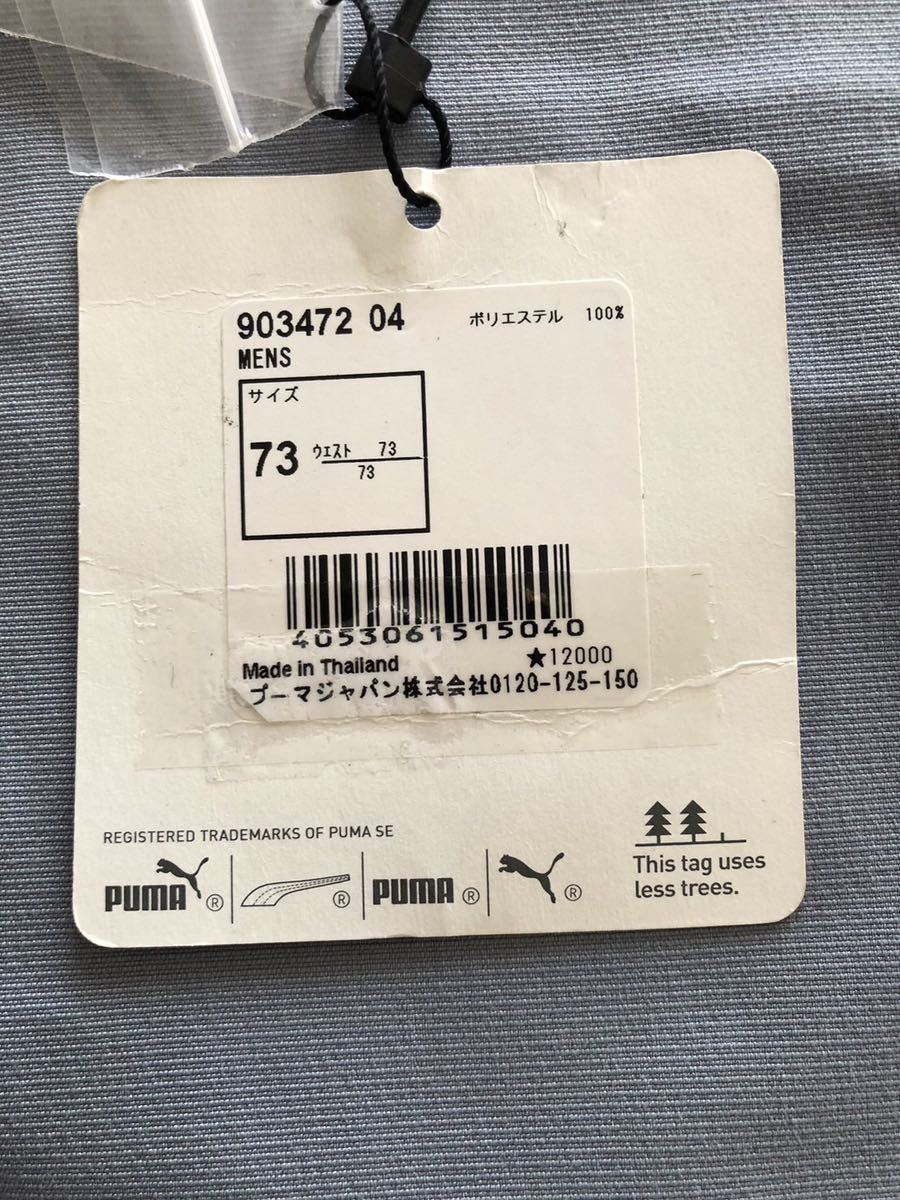 903472 04
ポリエステル 100%
MENS
サイズ
73 ウエスト 73
73
4053061515040
Made in Thailand ★12000
プーマジャパン株式会社0120-125-150
REGISTERED TRADEMARKS OF PUMA SE
PUMA ® ® PUMA ® ®
This tag uses
less trees.